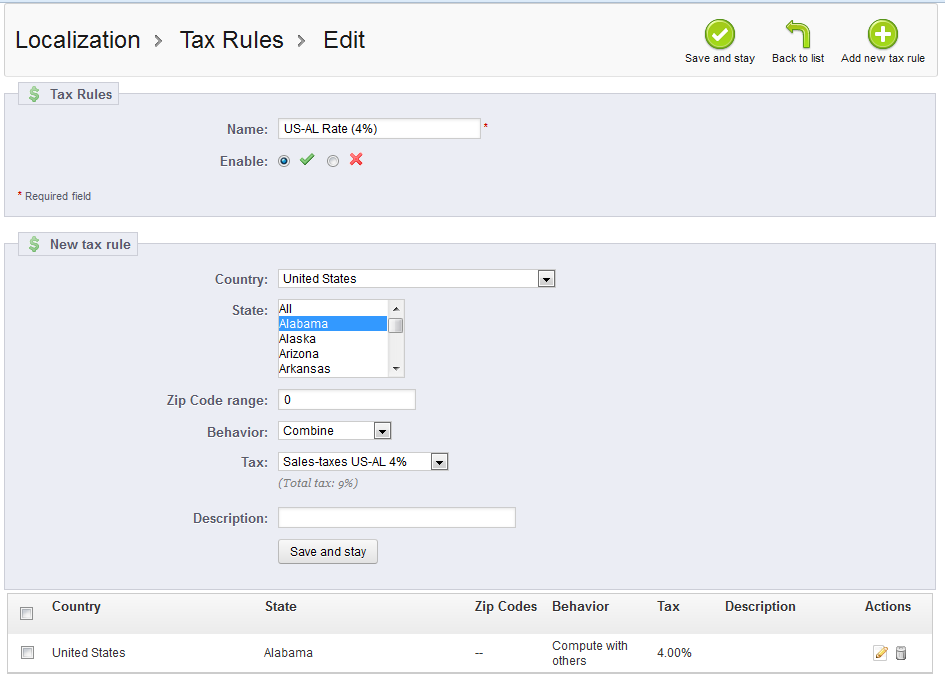 Localization > Tax Rules > Edit
Save and stay
Back to list
Add new tax rule
$ Tax Rules
Name: US-AL Rate (4%) *
Enable:
* Required field
$ New tax rule
Country: United States
State: All
Alabama
Alaska
Arizona
Arkansas
Zip Code range: 0
Behavior: Combine
Tax: Sales-taxes US-AL 4%
(Total tax: 9%)
Description:
Save and stay
Country State Zip Codes Behavior Tax Description Actions
United States Alabama -- Compute with others 4.00%